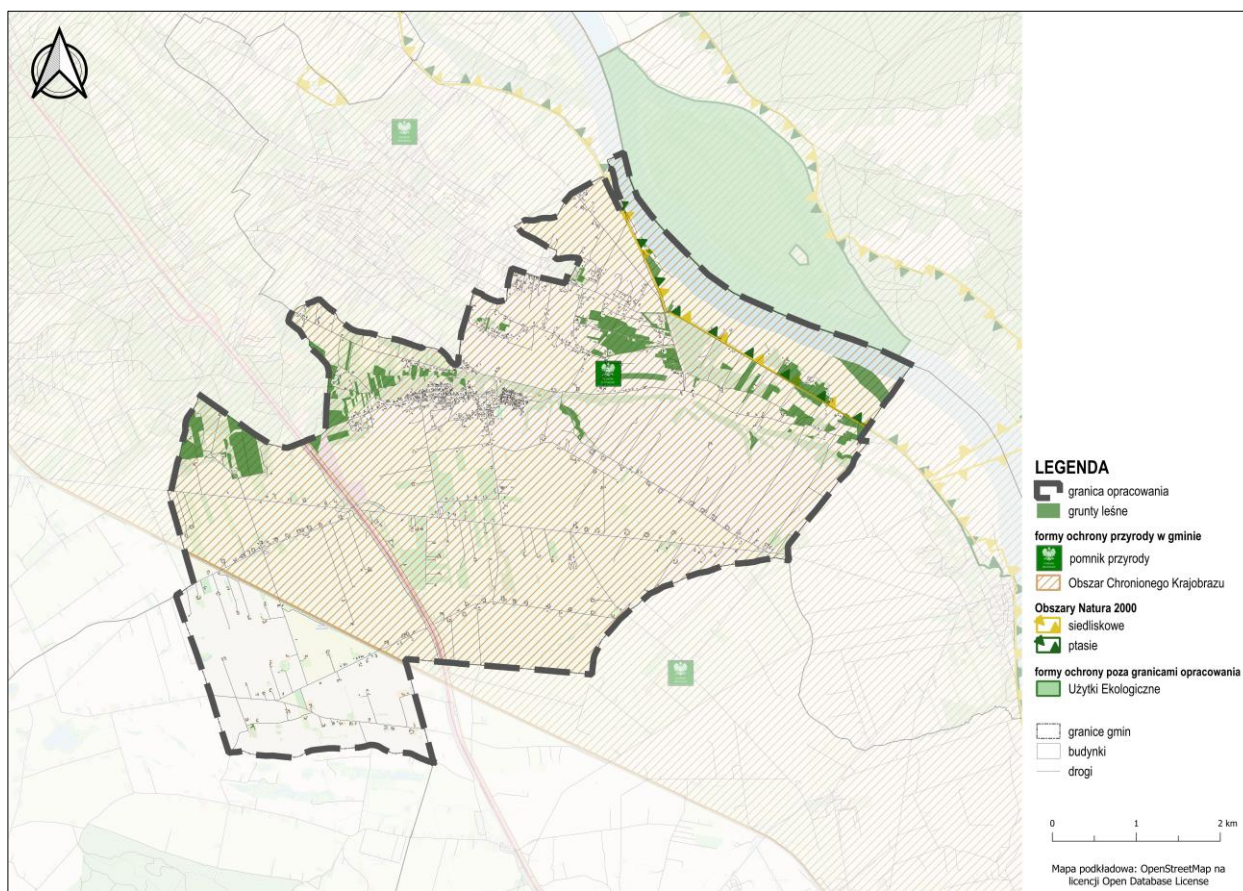 LEGENDA
granica opracowania
grunty leśne
formy ochrony przyrody w gminie
pomnik przyrody
Obszar Chronionego Krajobrazu
Obszary Natura 2000
siedliskowe
ptasie
formy ochrony poza granicami opracowania
Użytki Ekologiczne
granice gmin
budynki
drogi
0 1 2 km
Mapa podkładowa: OpenStreetMap na
licencji Open Database License